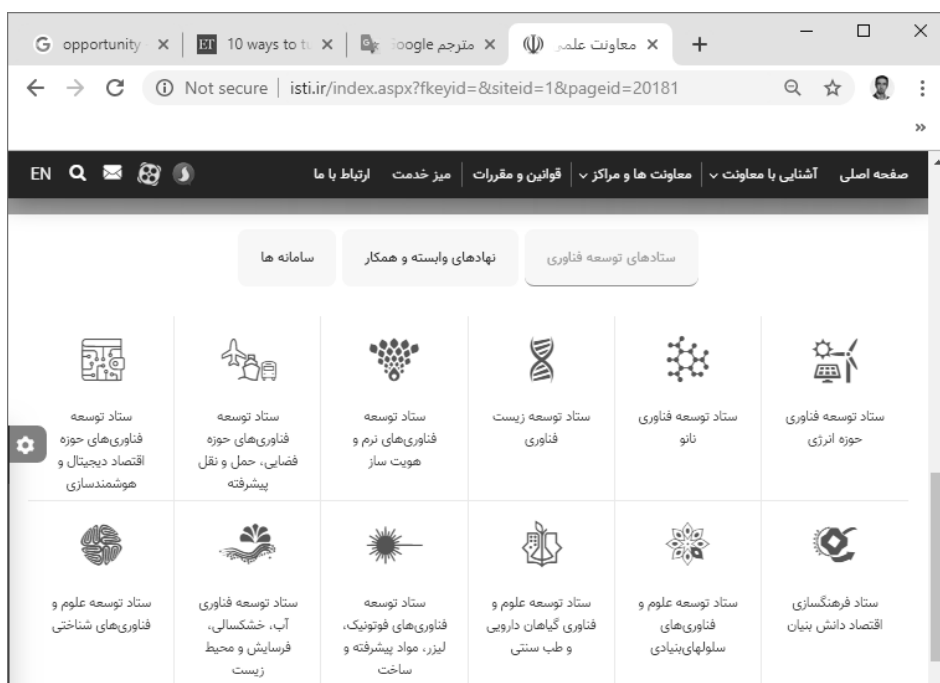 opportunity
10 ways to tu
مترجم Google
معاونت علمی
Not secure | isti.ir/index.aspx?fkeyid=&siteid=1&pageid=20181
صفحه اصلی آشنایی با معاونت معاونت ها و مراکز قوانین و مقررات میز خدمت ارتباط با ما EN
ستادهای توسعه فناوری نهادهای وابسته و همکار سامانه ها
ستاد توسعه فناوری
حوزه انرژی
ستاد توسعه فناوری
نانو
ستاد توسعه زیست
فناوری
ستاد توسعه
فناوری‌های نرم و
هویت ساز
ستاد توسعه
فناوری‌های حوزه
فضایی، حمل و نقل
پیشرفته
ستاد توسعه
فناوری‌های حوزه
اقتصاد دیجیتال و
هوشمندسازی
ستاد فرهنگسازی
اقتصاد دانش بنیان
ستاد توسعه علوم و
فناوری‌های
سلولهای‌بنیادی
ستاد توسعه علوم و
فناوری گیاهان دارویی
و طب سنتی
ستاد توسعه
فناوری‌های فوتونیک،
لیزر، مواد پیشرفته و
ساخت
ستاد توسعه فناوری
آب، خشکسالی،
فرسایش و محیط
زیست
ستاد توسعه علوم و
فناوری‌های شناختی